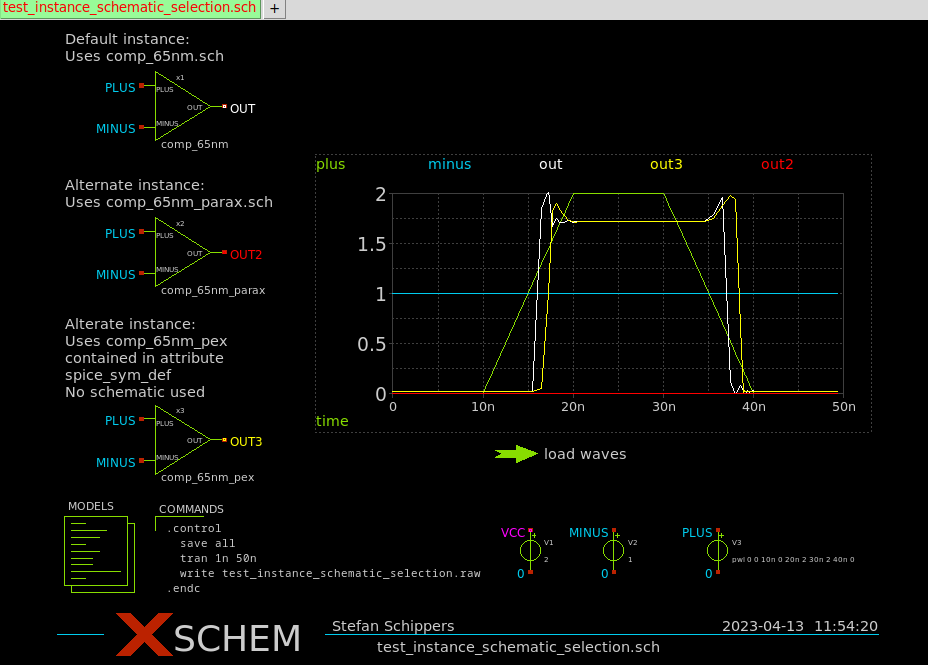 test_instance_schematic_selection.sch +
Default instance:
Uses comp_65nm.sch
x1
PLUS PLUS
OUT OUT
MINUS MINUS
comp_65nm
Alternate instance:
Uses comp_65nm_parax.sch
x2
PLUS PLUS
OUT OUT2
MINUS MINUS
comp_65nm_parax
Alterate instance:
Uses comp_65nm_pex
contained in attribute
spice_sym_def
No schematic used
x3
PLUS PLUS
OUT OUT3
MINUS MINUS
comp_65nm_pex
plus minus out out3 out2
2
1.5
1
0.5
0
0 10n 20n 30n 40n 50n
time
load waves
MODELS
COMMANDS
.control
save all
tran 1n 50n
write test_instance_schematic_selection.raw
.endc
VCC + V1 2 0
MINUS + V2 1 0
PLUS + V3 pwl 0 0 10n 0 20n 2 30n 2 40n 0 0
XSCHEM
Stefan Schippers 2023-04-13 11:54:20
test_instance_schematic_selection.sch